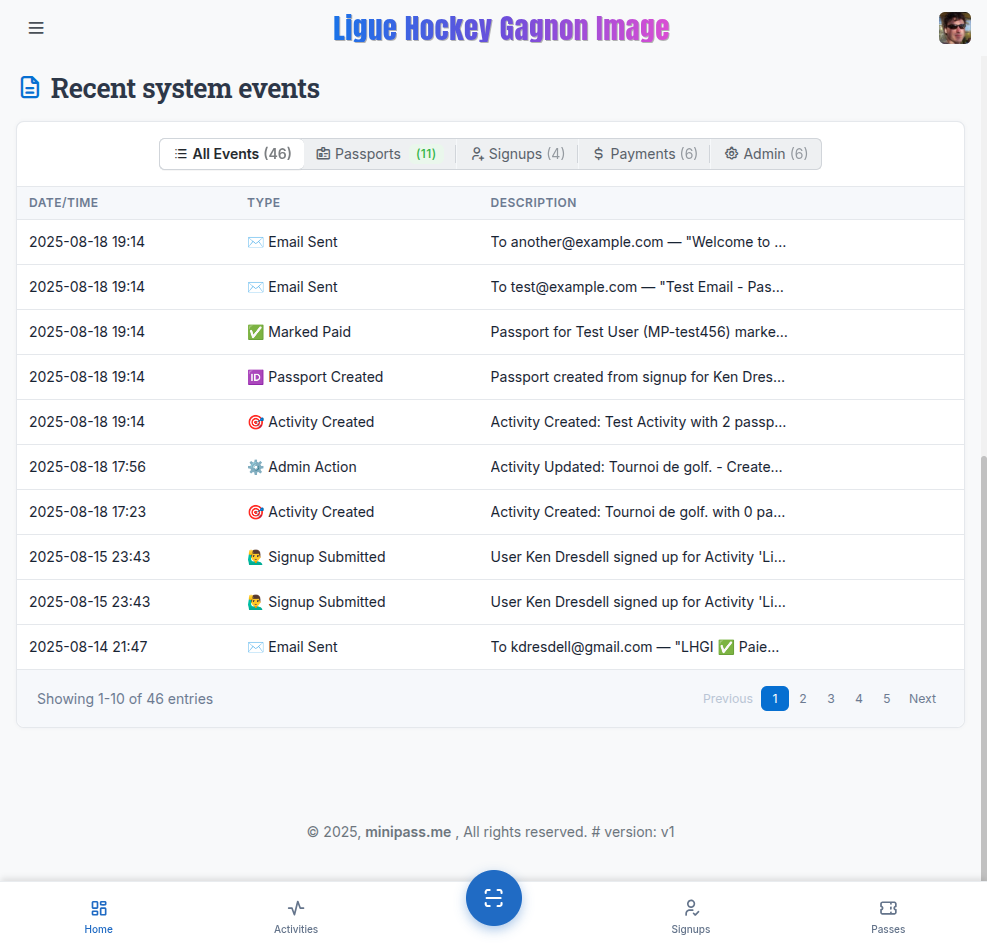 Ligue Hockey Gagnon Image
Recent system events
All Events (46) Passports (11) Signups (4) Payments (6) Admin (6)
DATE/TIME TYPE DESCRIPTION
2025-08-18 19:14 ✉️ Email Sent To another@example.com — "Welcome to ...
2025-08-18 19:14 ✉️ Email Sent To test@example.com — "Test Email - Pas...
2025-08-18 19:14 ✅ Marked Paid Passport for Test User (MP-test456) marke...
2025-08-18 19:14 🆔 Passport Created Passport created from signup for Ken Dres...
2025-08-18 19:14 🎯 Activity Created Activity Created: Test Activity with 2 passp...
2025-08-18 17:56 ⚙️ Admin Action Activity Updated: Tournoi de golf. - Create...
2025-08-18 17:23 🎯 Activity Created Activity Created: Tournoi de golf. with 0 pa...
2025-08-15 23:43 🙋‍♂️ Signup Submitted User Ken Dresdell signed up for Activity 'Li...
2025-08-15 23:43 🙋‍♂️ Signup Submitted User Ken Dresdell signed up for Activity 'Li...
2025-08-14 21:47 ✉️ Email Sent To kdresdell@gmail.com — "LHGI ✅ Paie...
Showing 1-10 of 46 entries Previous 1 2 3 4 5 Next
© 2025, minipass.me , All rights reserved. # version: v1
Home Activities Signups Passes